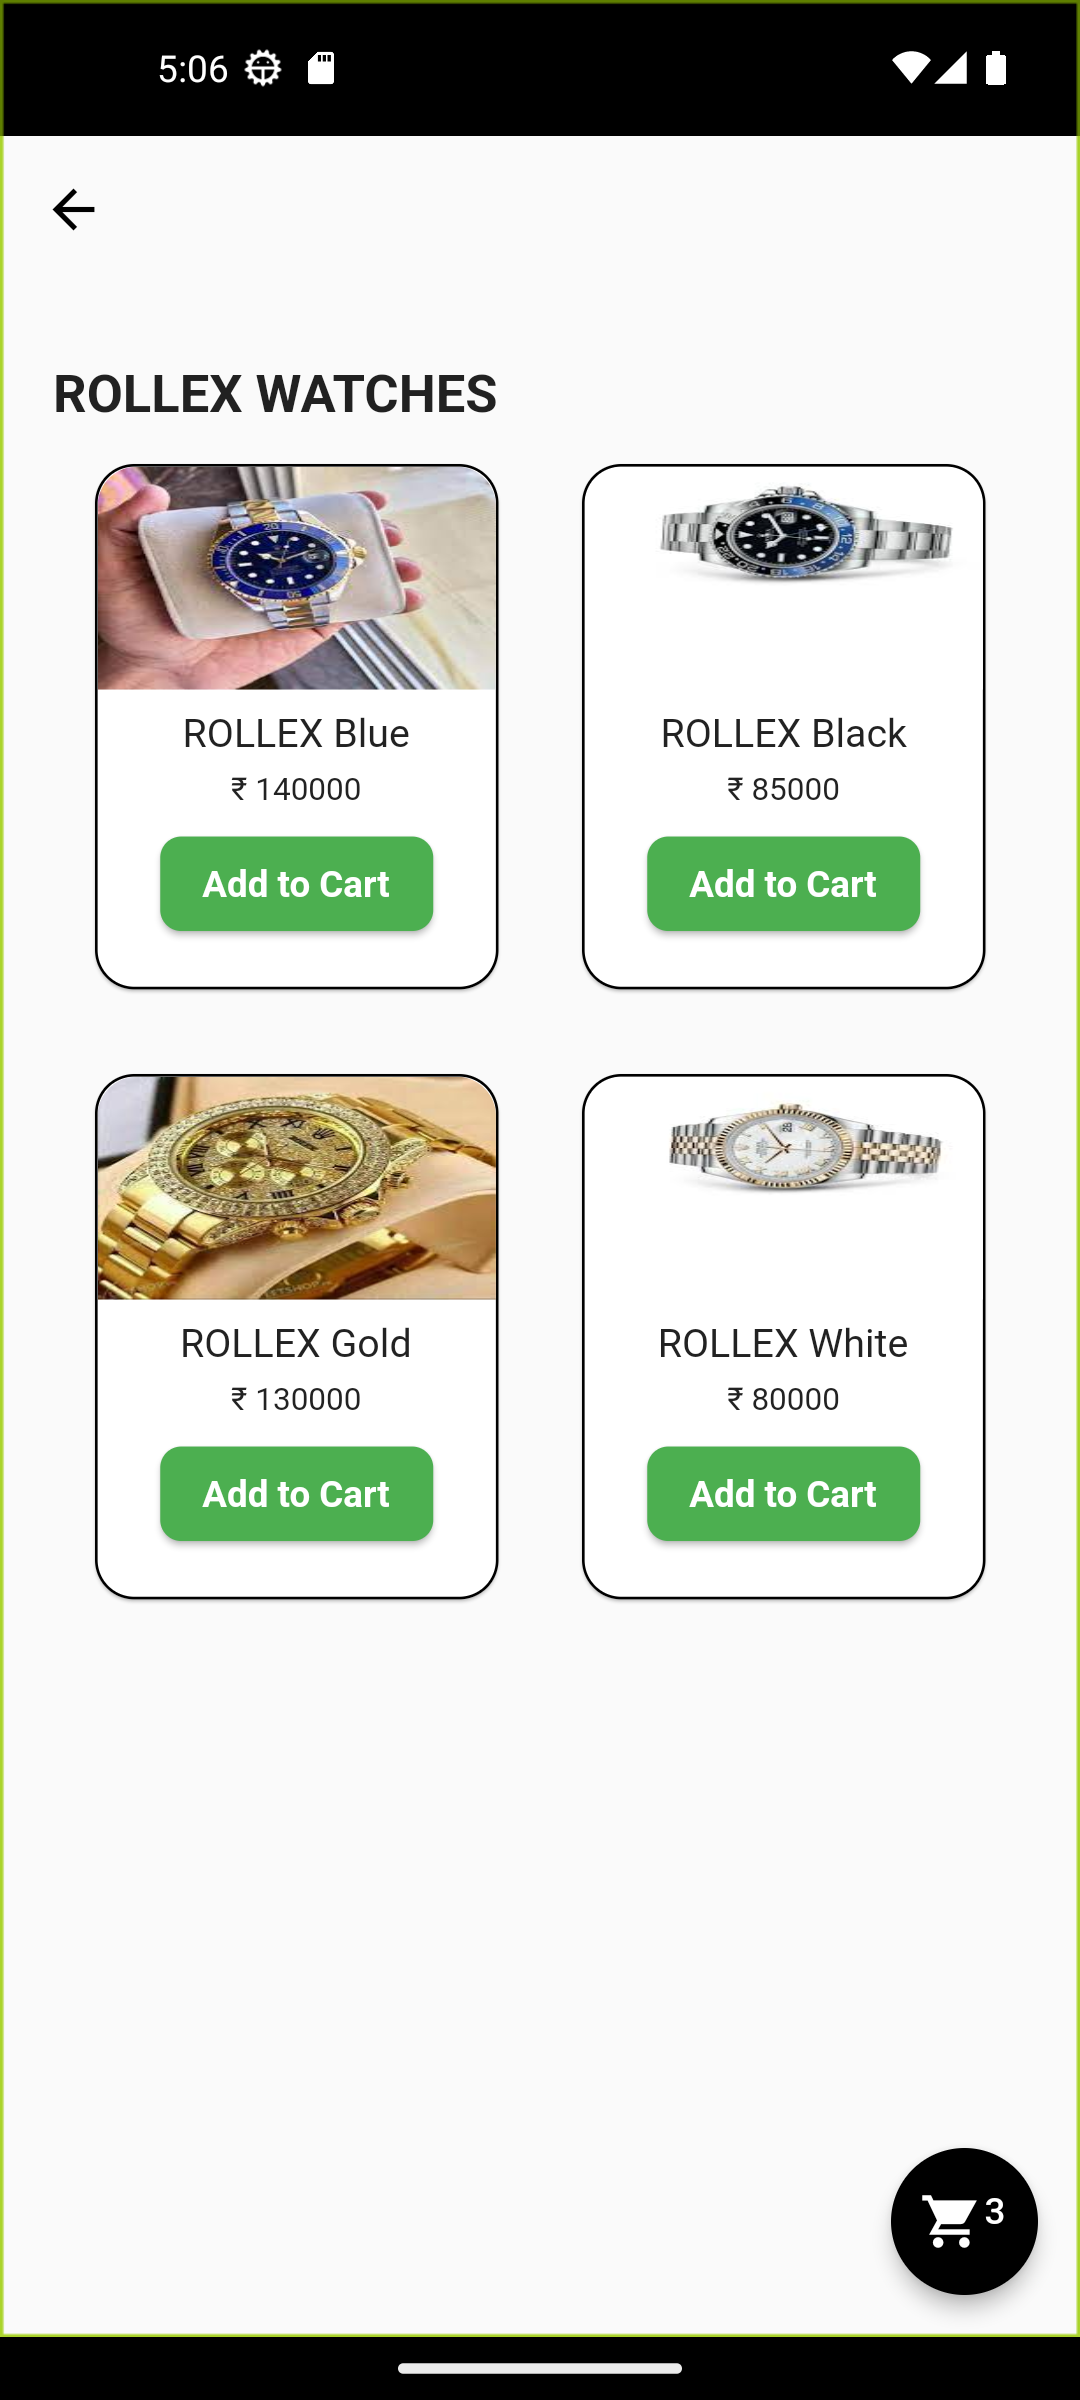 5:06
ROLLEX WATCHES
ROLLEX Blue
₹ 140000
Add to Cart
ROLLEX Black
₹ 85000
Add to Cart
ROLLEX Gold
₹ 130000
Add to Cart
ROLLEX White
₹ 80000
Add to Cart
3